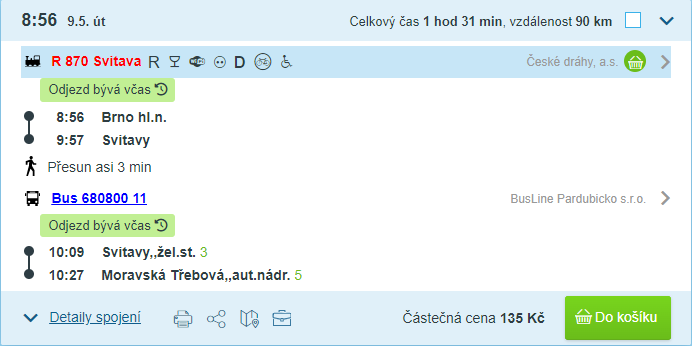 8:56 9.5. út Celkový čas 1 hod 31 min, vzdálenost 90 km
R 870 Svitava R D České dráhy, a.s.
Odjezd bývá včas
8:56 Brno hl.n.
9:57 Svitavy
Přesun asi 3 min
Bus 680800 11 BusLine Pardubicko s.r.o.
Odjezd bývá včas
10:09 Svitavy,,žel.st. 3
10:27 Moravská Třebová,,aut.nádr. 5
Detaily spojení Částečná cena 135 Kč Do košíku